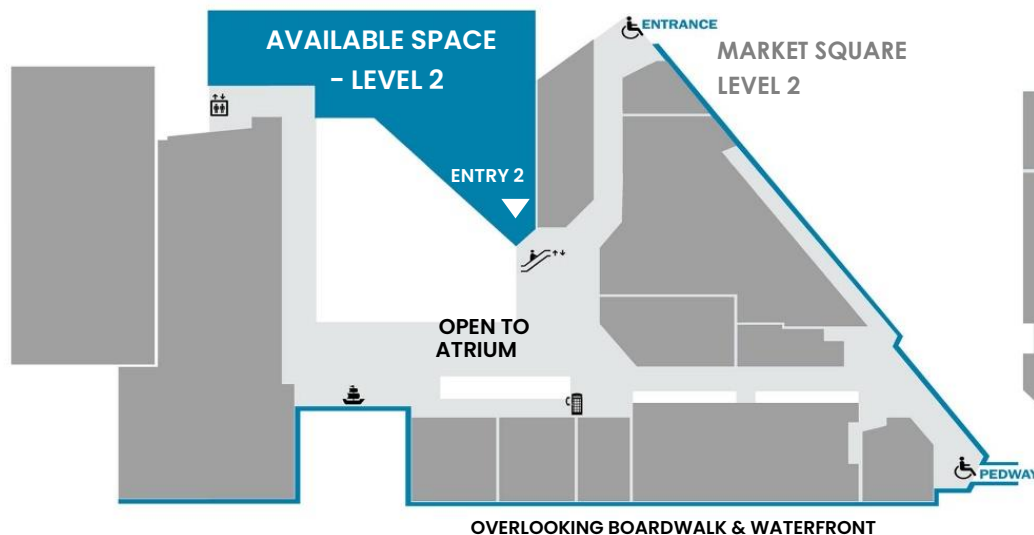 AVAILABLE SPACE
- LEVEL 2
ENTRANCE
MARKET SQUARE
LEVEL 2
ENTRY 2
OPEN TO
ATRIUM
PEDWAY
OVERLOOKING BOARDWALK & WATERFRONT